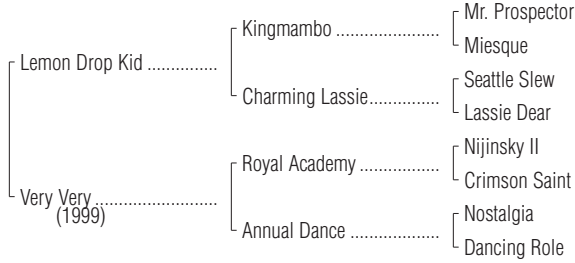 Mr. Prospector
Kingmambo ......................
Miesque
Lemon Drop Kid ...............
Seattle Slew
Charming Lassie...............
Lassie Dear
Nijinsky II
Royal Academy .................
Crimson Saint
Very Very..........................
(1999)
Nostalgia
Annual Dance ...................
Dancing Role